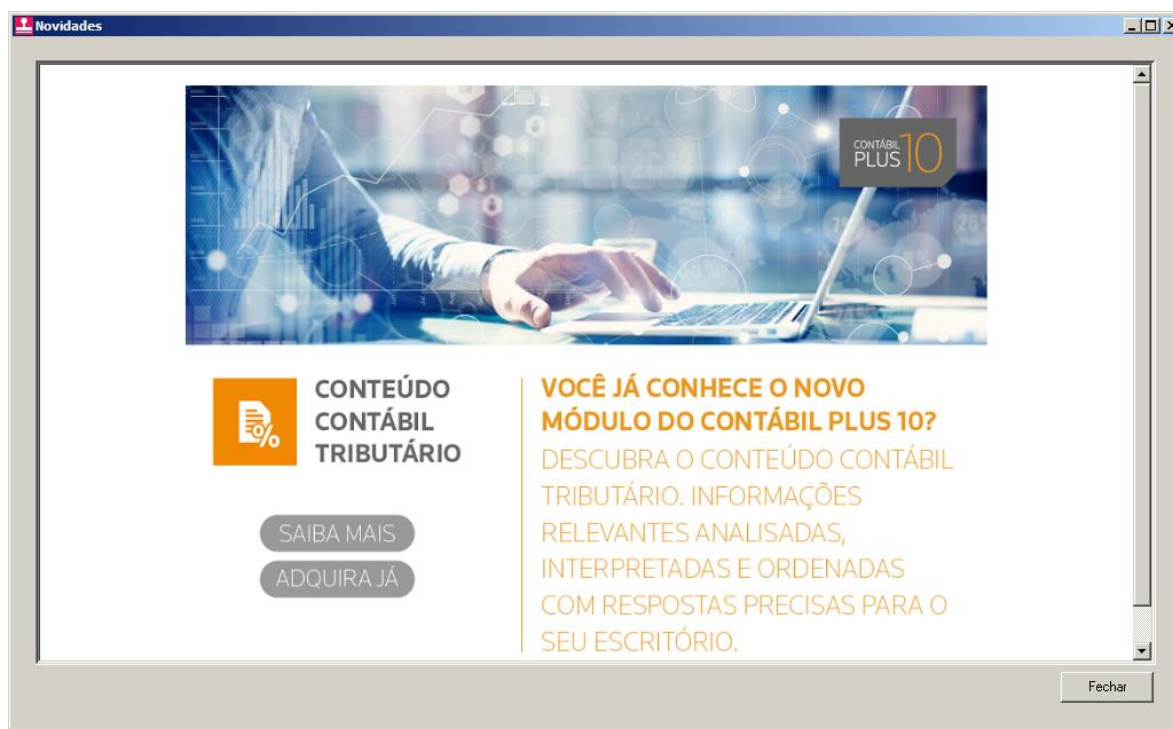 Novidades
CONTÁBIL
PLUS 10
CONTEÚDO
CONTÁBIL
TRIBUTÁRIO
SAIBA MAIS
ADQUIRA JÁ
VOCÊ JÁ CONHECE O NOVO
MÓDULO DO CONTÁBIL PLUS 10?
DESCUBRA O CONTEÚDO CONTÁBIL
TRIBUTÁRIO. INFORMAÇÕES
RELEVANTES ANALISADAS,
INTERPRETADAS E ORDENADAS
COM RESPOSTAS PRECISAS PARA O
SEU ESCRITÓRIO.
Fechar